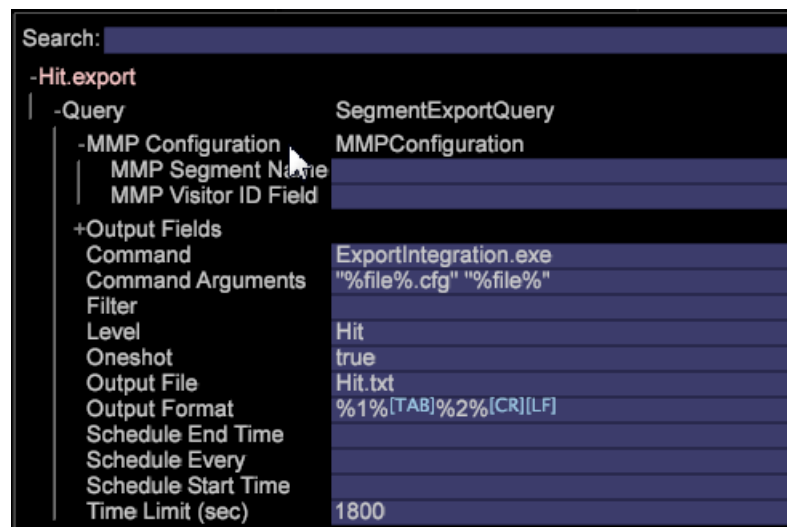 Search:
-Hit.export
-Query SegmentExportQuery
-MMP Configuration MMPConfiguration
MMP Segment Name
MMP Visitor ID Field
+Output Fields
Command ExportIntegration.exe
Command Arguments "%file%.cfg" "%file%"
Filter
Level Hit
Oneshot true
Output File Hit.txt
Output Format %1%[TAB]%2%[CR][LF]
Schedule End Time
Schedule Every
Schedule Start Time
Time Limit (sec) 1800